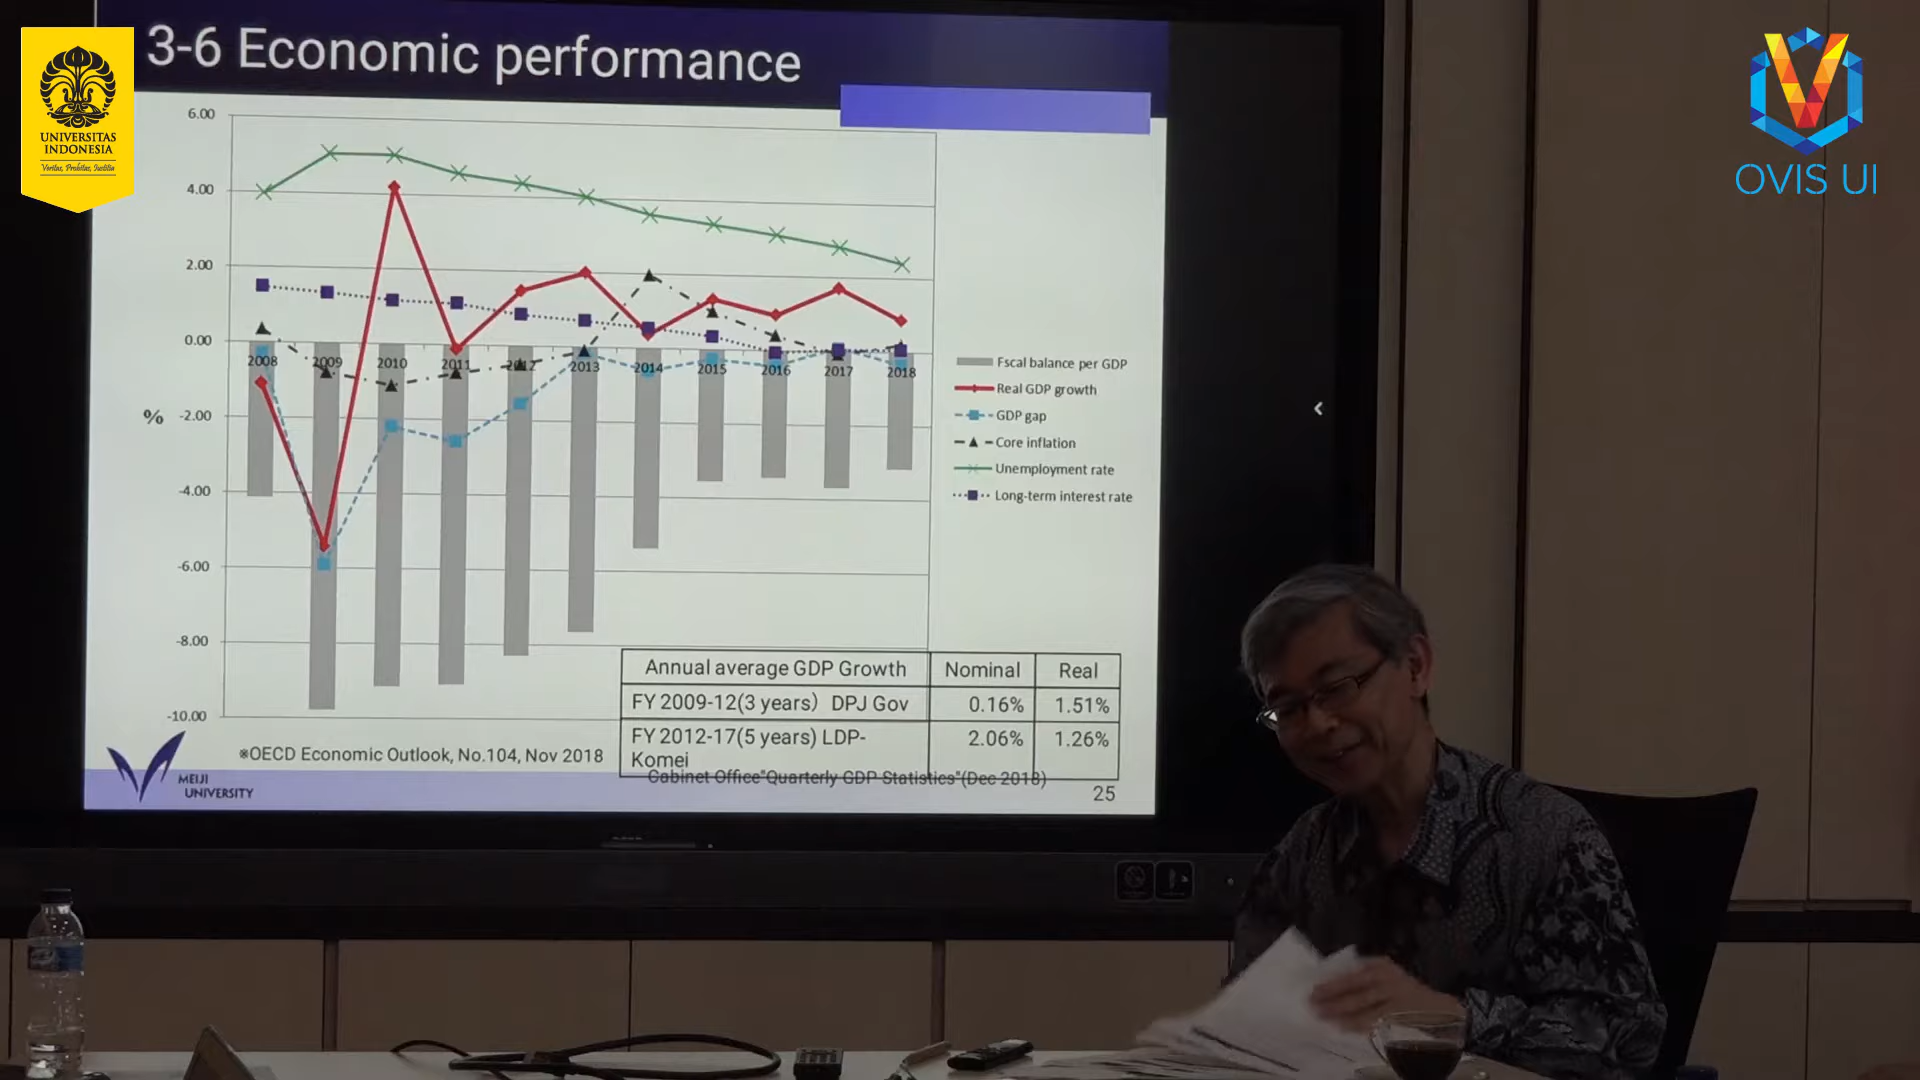 3-6 Economic performance
UNIVERSITAS
INDONESIA
Veritas, Probitas, Iustitia
OVIS UI
6.00
4.00
2.00
0.00
-2.00
-4.00
-6.00
-8.00
-10.00
%
2008
2009
2010
2011
2012
2013
2014
2015
2016
2017
2018
Fscal balance per GDP
Real GDP growth
GDP gap
Core inflation
Unemployment rate
Long-term interest rate
Annual average GDP Growth Nominal Real
FY 2009-12(3 years) DPJ Gov 0.16% 1.51%
FY 2012-17(5 years) LDP- 2.06% 1.26%
Komei
※OECD Economic Outlook, No.104, Nov 2018
Cabinet Office"Quarterly GDP Statistics"(Dec 2018)
MEIJI
UNIVERSITY
25